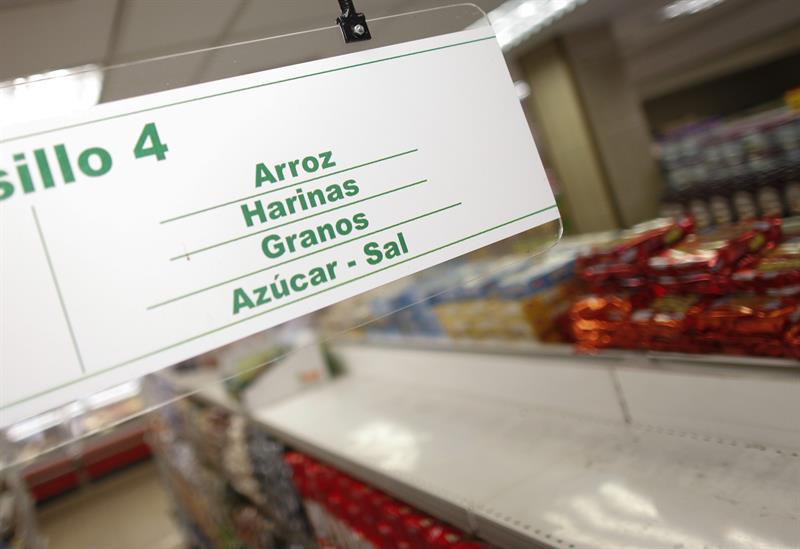 sillo 4
Arroz
Harinas
Granos
Azúcar - Sal